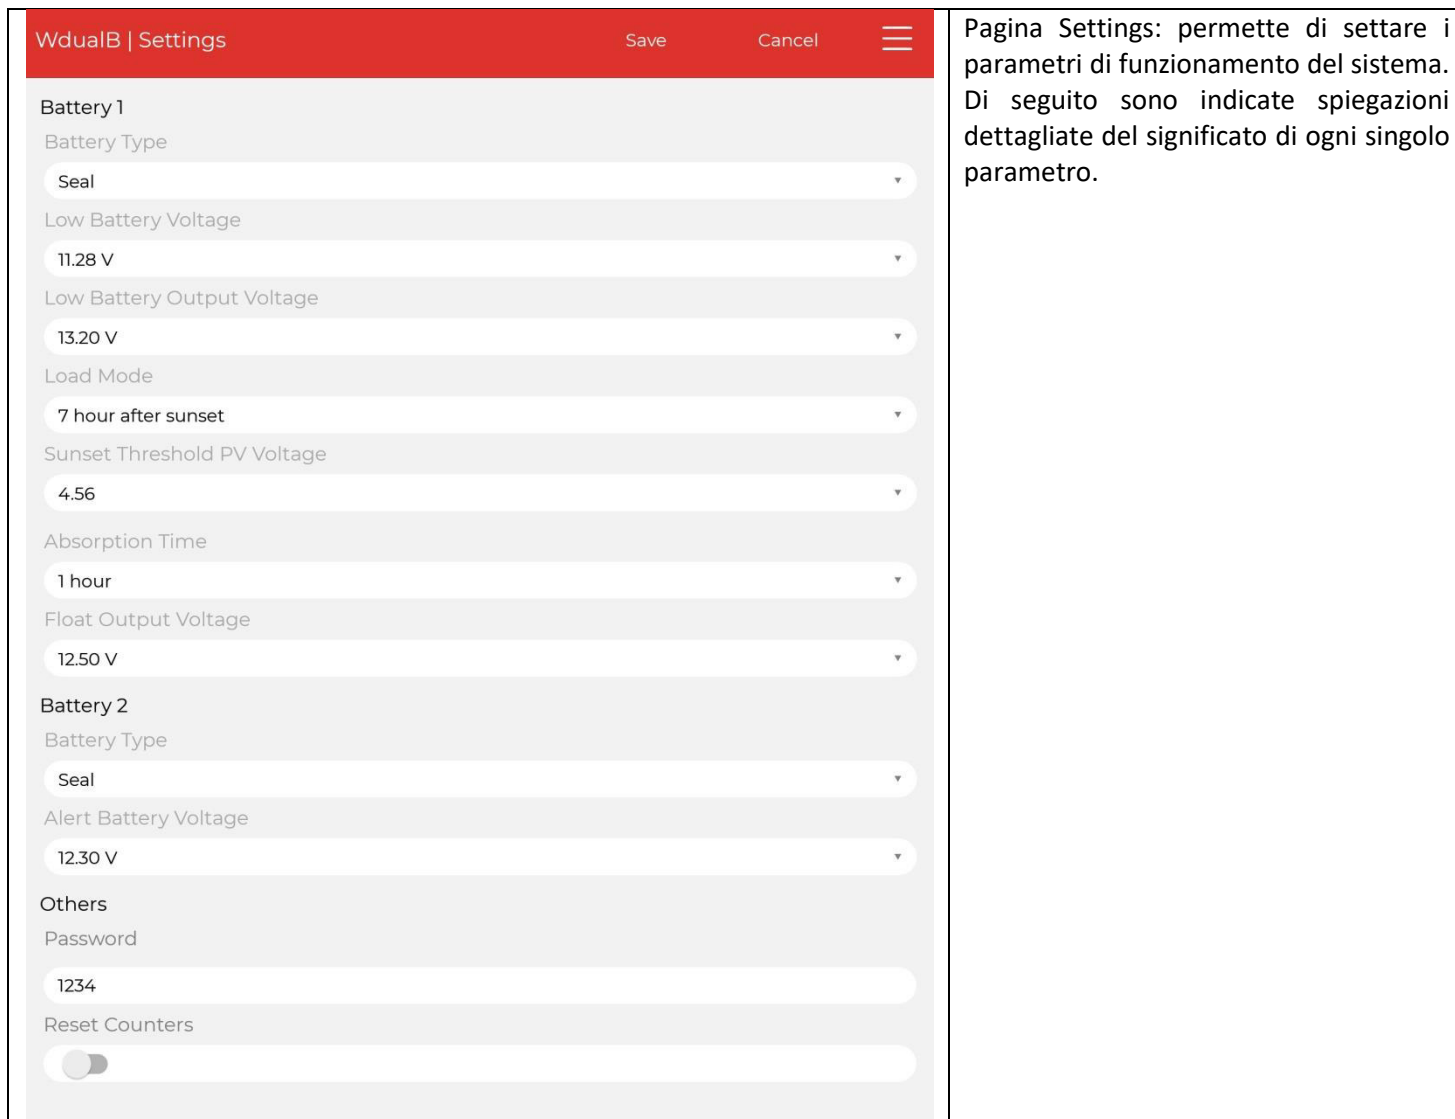 WdualB | Settings Save Cancel
Battery 1
Battery Type
Seal
Low Battery Voltage
11.28 V
Low Battery Output Voltage
13.20 V
Load Mode
7 hour after sunset
Sunset Threshold PV Voltage
4.56
Absorption Time
1 hour
Float Output Voltage
12.50 V
Battery 2
Battery Type
Seal
Alert Battery Voltage
12.30 V
Others
Password
1234
Reset Counters
Pagina Settings: permette di settare i
parametri di funzionamento del sistema.
Di seguito sono indicate spiegazioni
dettagliate del significato di ogni singolo
parametro.